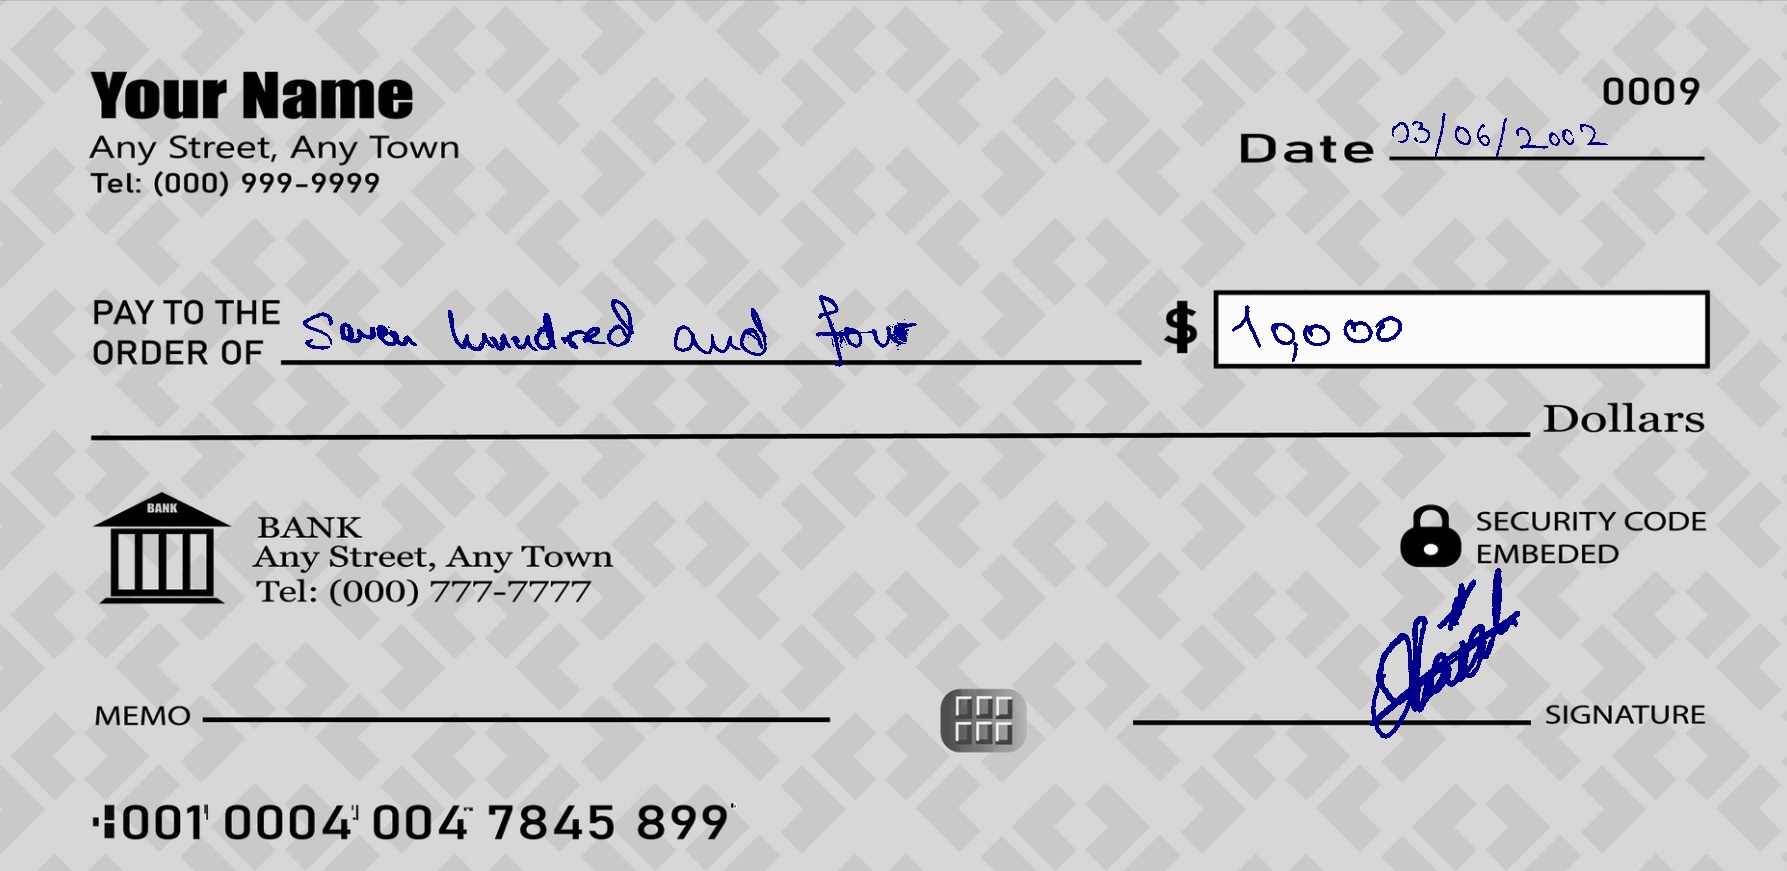 Your Name
Any Street, Any Town
Tel: (000) 999-9999
0009
Date 03/06/2002
PAY TO THE
ORDER OF Seven hundred and four $ 10,000
Dollars
BANK
BANK
Any Street, Any Town
Tel: (000) 777-7777
SECURITY CODE
EMBEDED
MEMO
SIGNATURE
001 0004 004 7845 899